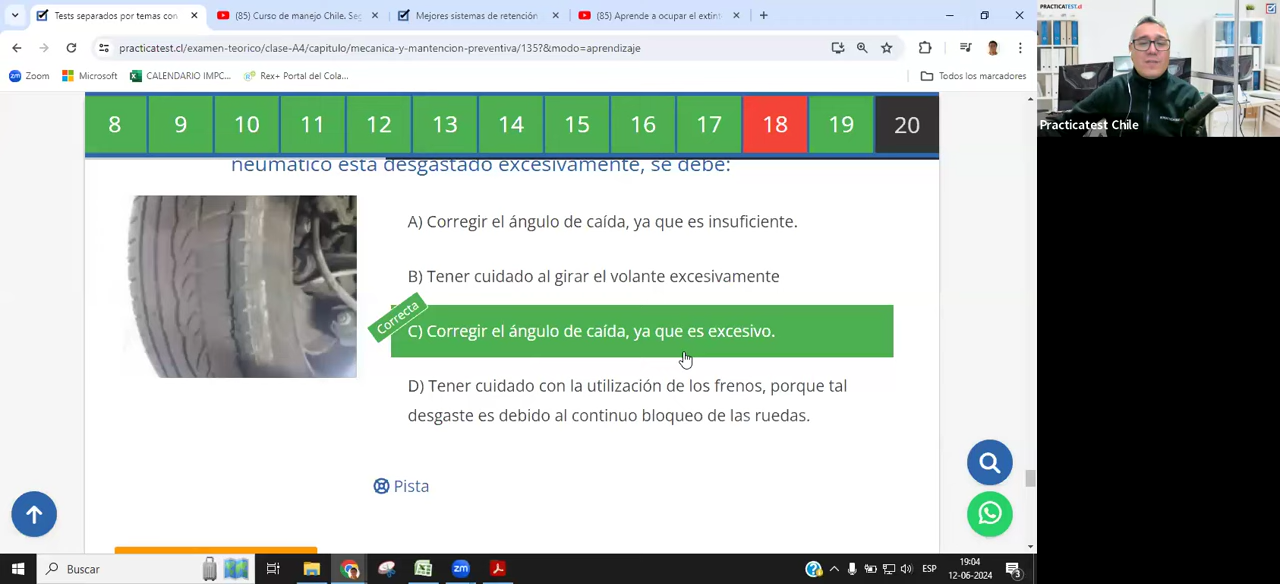 Tests separados por temas con
(85) Curso de manejo Chile: Seg
Mejores sistemas de retención
(85) Aprende a ocupar el extint
practicatest.cl/examen-teorico/clase-A4/capitulo/mecanica-y-mantencion-preventiva/135?&modo=aprendizaje
Zoom
Microsoft
CALENDARIO IMPC...
Rex+ Portal del Cola...
Todos los marcadores
PRACTICATEST.cl
Practicatest Chile
8 9 10 11 12 13 14 15 16 17 18 19 20
neumático está desgastado excesivamente, se debe:
A) Corregir el ángulo de caída, ya que es insuficiente.
B) Tener cuidado al girar el volante excesivamente
Correcta
C) Corregir el ángulo de caída, ya que es excesivo.
D) Tener cuidado con la utilización de los frenos, porque tal
desgaste es debido al continuo bloqueo de las ruedas.
Pista
Buscar
ESP
19:04
12-06-2024
3